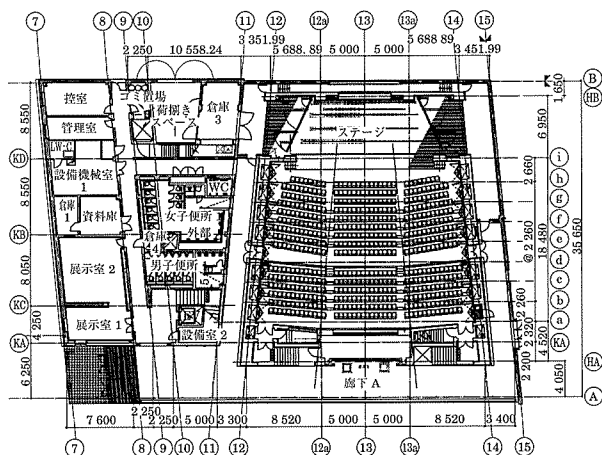 7
8
9
10
11
12
12a
13
13a
14
15
3 351.99
5 688 89
2 250
10 558.24
5 688. 89
5 000
5 000
3 451.99
B
HB
1 650
6 950
控室
ゴミ置場
荷捌き
スペース
倉庫
3
ステージ
8 550
管理室
KD
i
LW-C
設備機械室
1
WC
2 660
h
g
8 550
倉庫
1
資料庫
女子便所
外部
f
e
KB
倉庫
4
@ 2 260
18 480
35 650
d
展示室 2
男子便所
5
c
8 050
b
2 260
KC
a
展示室 1
設備室 2
2 320
4 250
KA
KA
4 520
2 200
HA
6 250
廊下 A
4 050
A
2 250
7 600
2 250
5 000
3 300
8 520
5 000
5 000
8 520
3 400
7
8
9
10
11
12
12a
13
13a
14
15